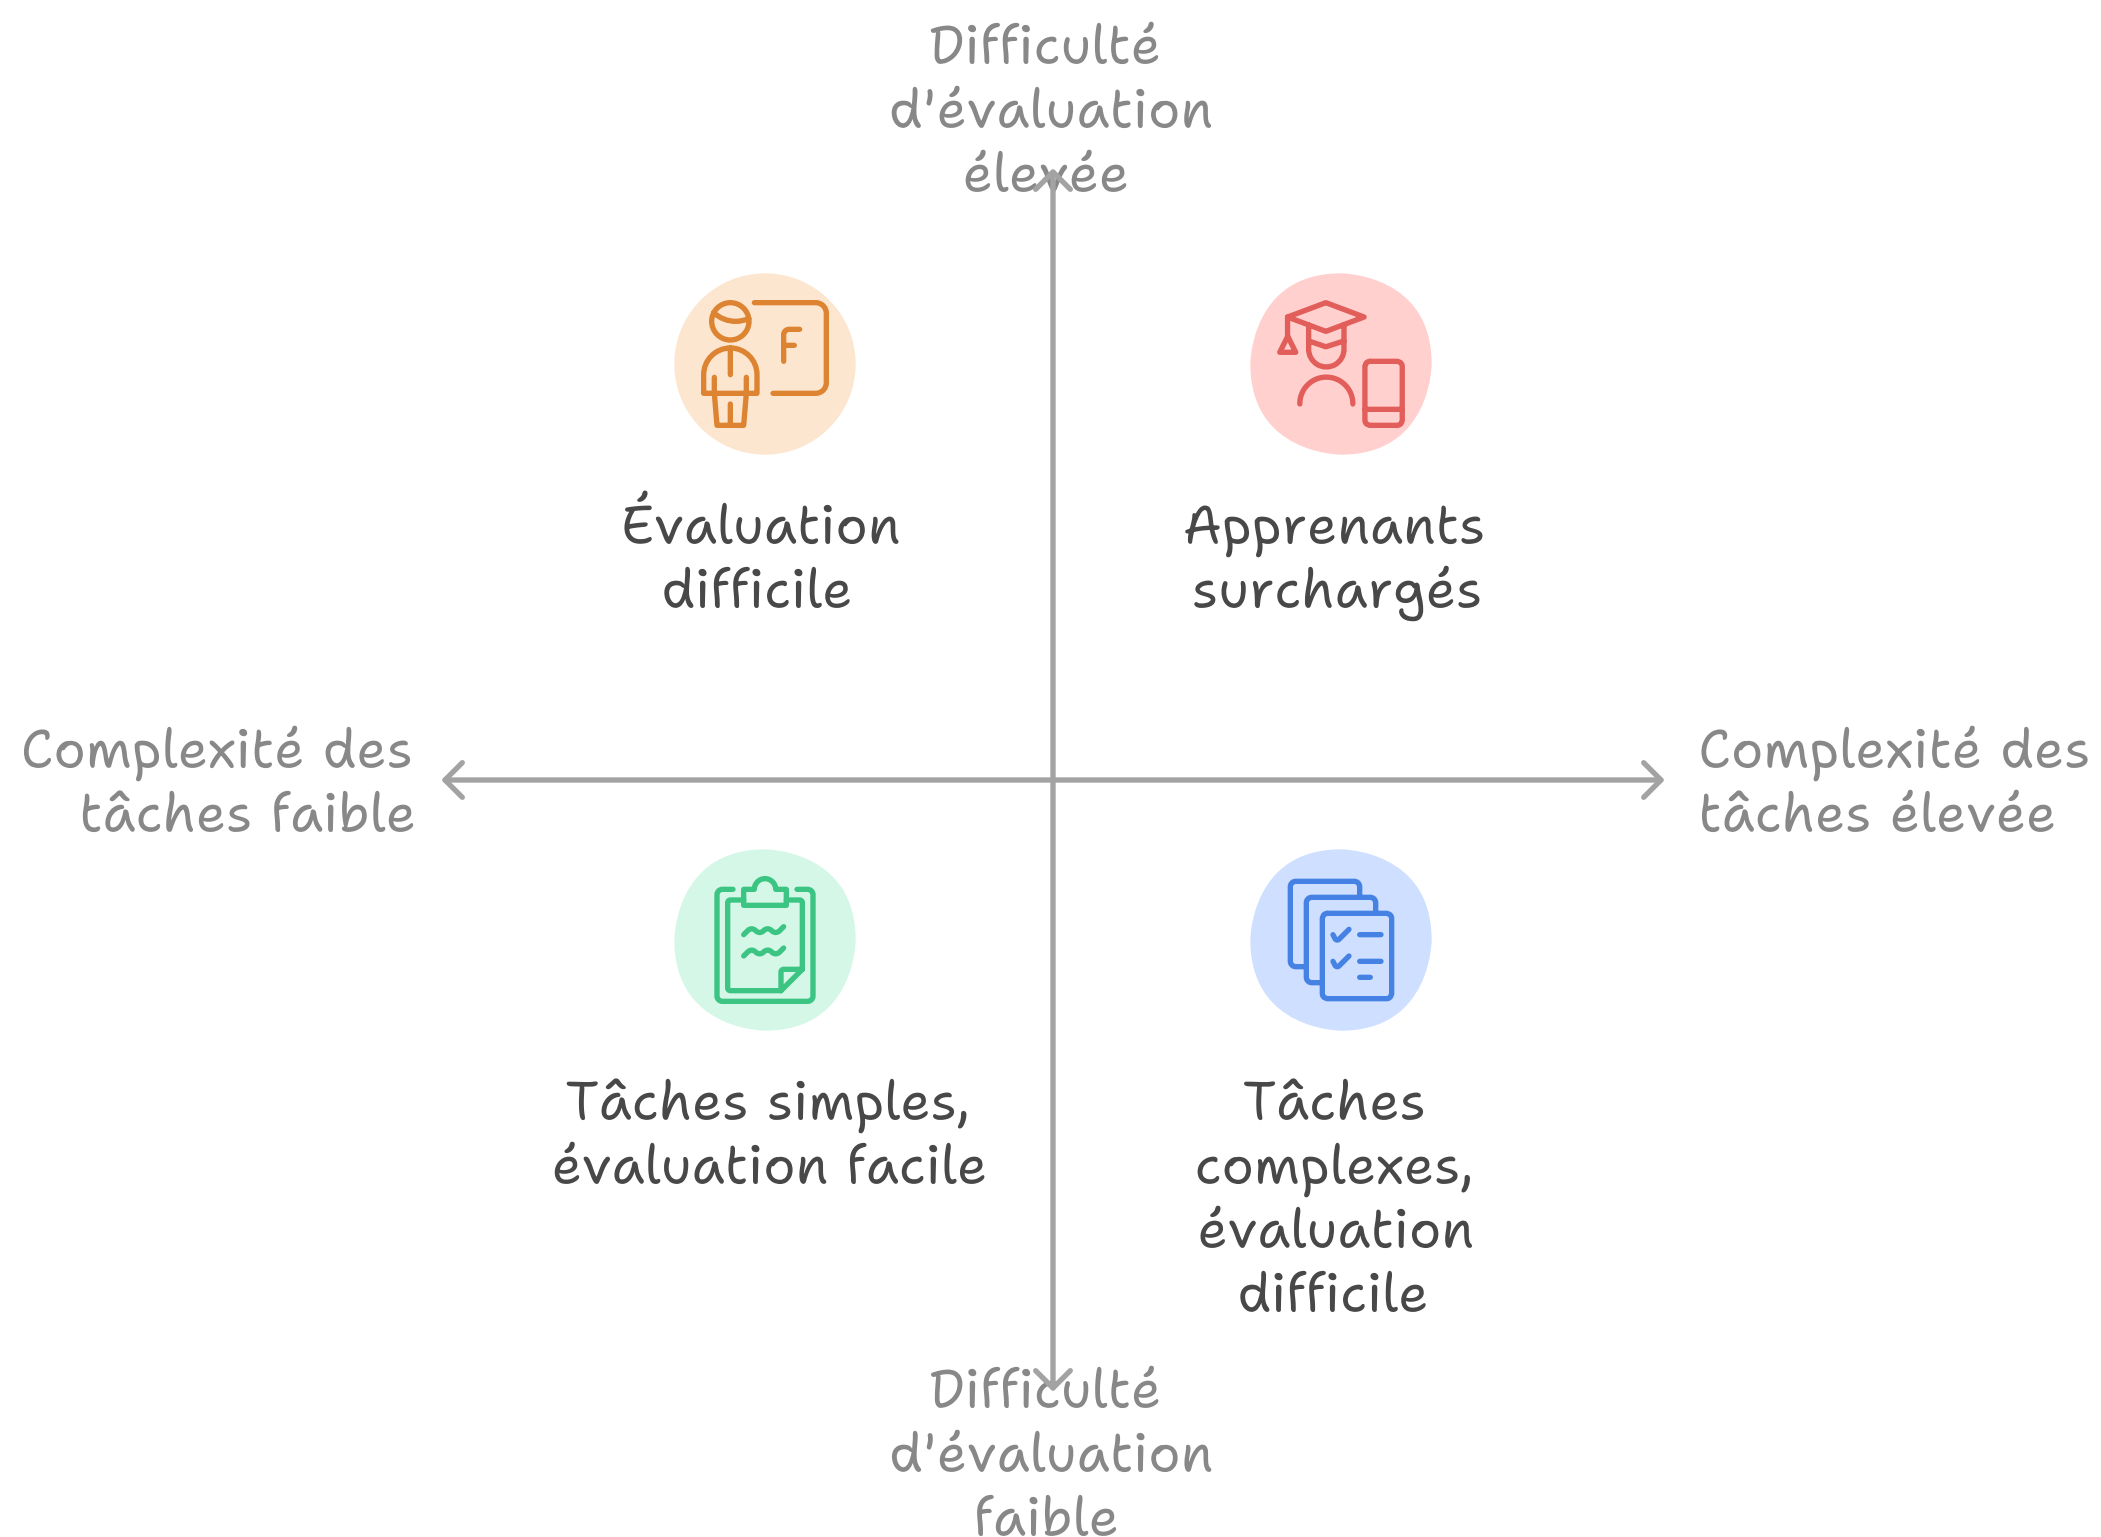 Difficulté
d'évaluation
élevée
F
Évaluation
difficile
Apprenants
surchargés
Complexité des
tâches faible
Complexité des
tâches élevée
Tâches simples,
évaluation facile
Tâches
complexes,
évaluation
difficile
Difficulté
d'évaluation
faible